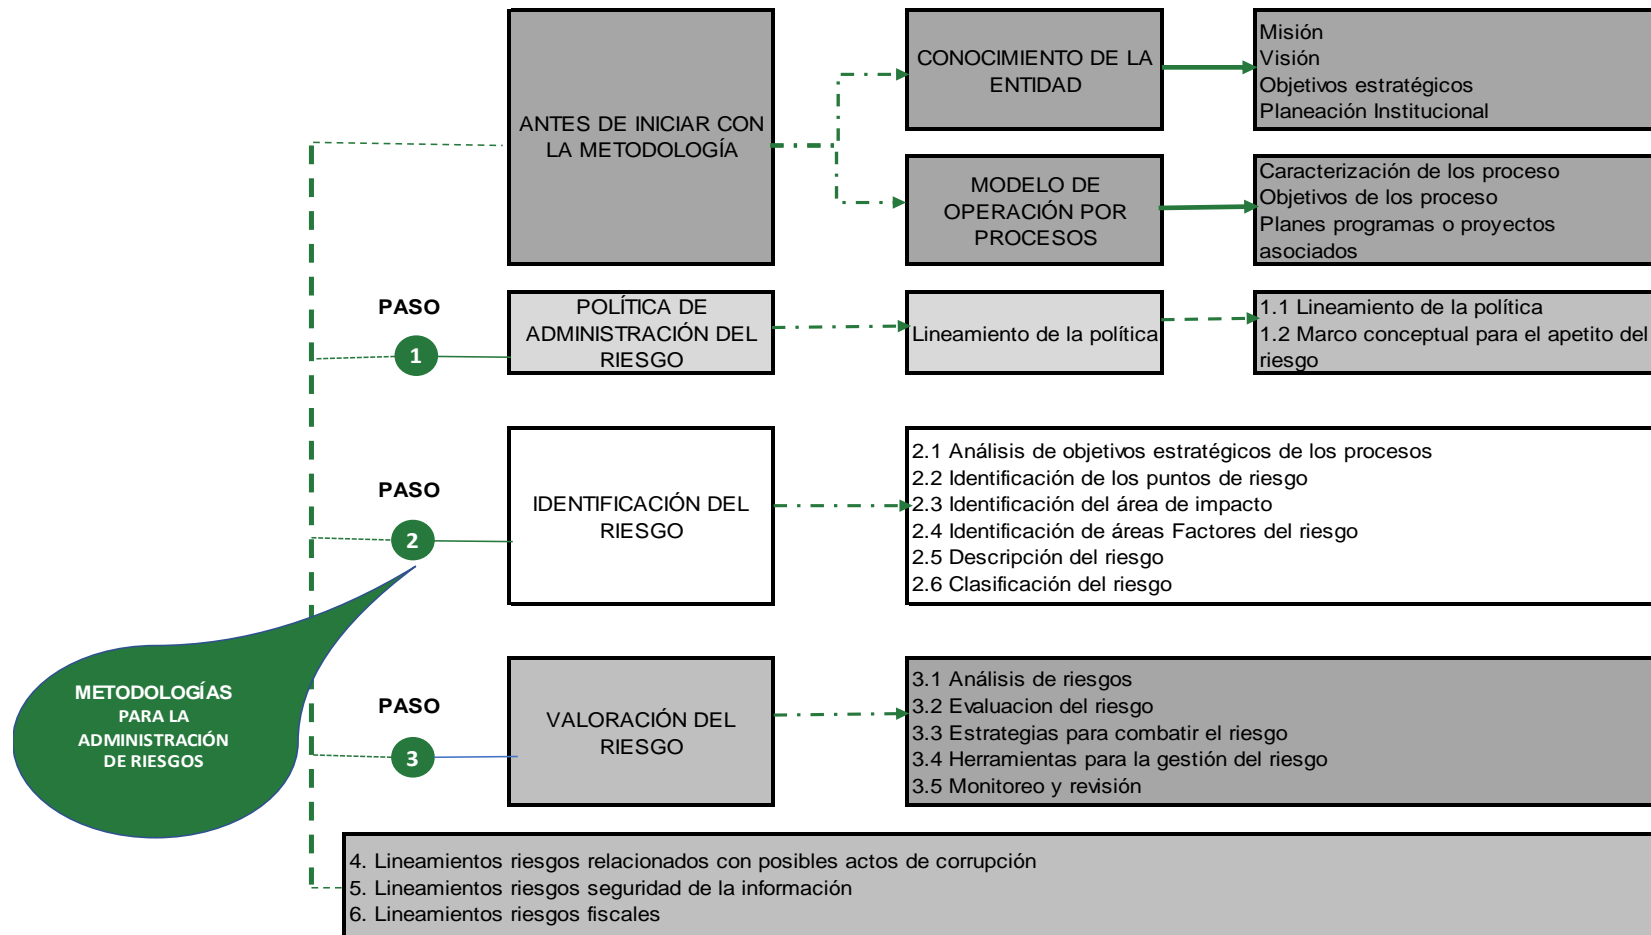 ANTES DE INICIAR CON
LA METODOLOGÍA
CONOCIMIENTO DE LA
ENTIDAD
Misión
Visión
Objetivos estratégicos
Planeación Institucional
MODELO DE
OPERACIÓN POR
PROCESOS
Caracterización de los proceso
Objetivos de los proceso
Planes programas o proyectos
asociados
PASO
1
POLÍTICA DE
ADMINISTRACIÓN DEL
RIESGO
Lineamiento de la política
1.1 Lineamiento de la política
1.2 Marco conceptual para el apetito del
riesgo
PASO
2
IDENTIFICACIÓN DEL
RIESGO
2.1 Análisis de objetivos estratégicos de los procesos
2.2 Identificación de los puntos de riesgo
2.3 Identificación del área de impacto
2.4 Identificación de áreas Factores del riesgo
2.5 Descripción del riesgo
2.6 Clasificación del riesgo
METODOLOGÍAS
PARA LA
ADMINISTRACIÓN
DE RIESGOS
PASO
3
VALORACIÓN DEL
RIESGO
3.1 Análisis de riesgos
3.2 Evaluacion del riesgo
3.3 Estrategias para combatir el riesgo
3.4 Herramientas para la gestión del riesgo
3.5 Monitoreo y revisión
4. Lineamientos riesgos relacionados con posibles actos de corrupción
5. Lineamientos riesgos seguridad de la información
6. Lineamientos riesgos fiscales